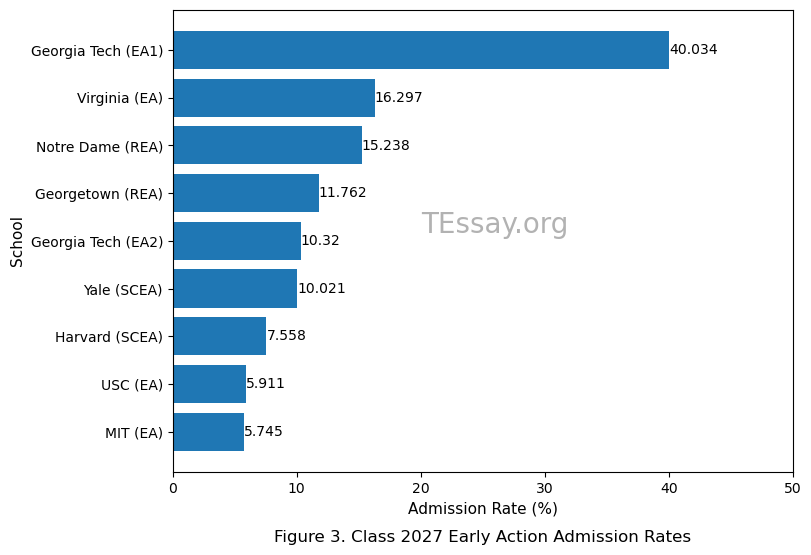 Georgia Tech (EA1) 40.034
Virginia (EA) 16.297
Notre Dame (REA) 15.238
Georgetown (REA) 11.762
TEssay.org
School
Georgia Tech (EA2) 10.32
Yale (SCEA) 10.021
Harvard (SCEA) 7.558
USC (EA) 5.911
MIT (EA) 5.745
0 10 20 30 40 50
Admission Rate (%)
Figure 3. Class 2027 Early Action Admission Rates